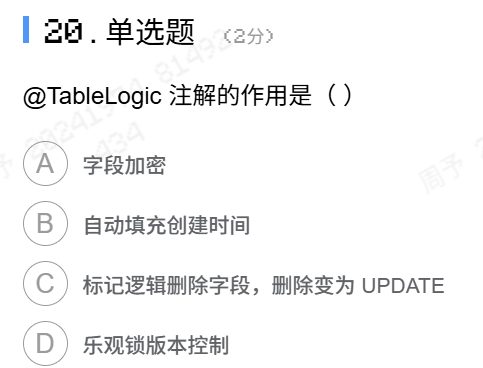 20.单选题 (2分)
@TableLogic 注解的作用是（ ）
A 字段加密
B 自动填充创建时间
C 标记逻辑删除字段，删除变为 UPDATE
D 乐观锁版本控制